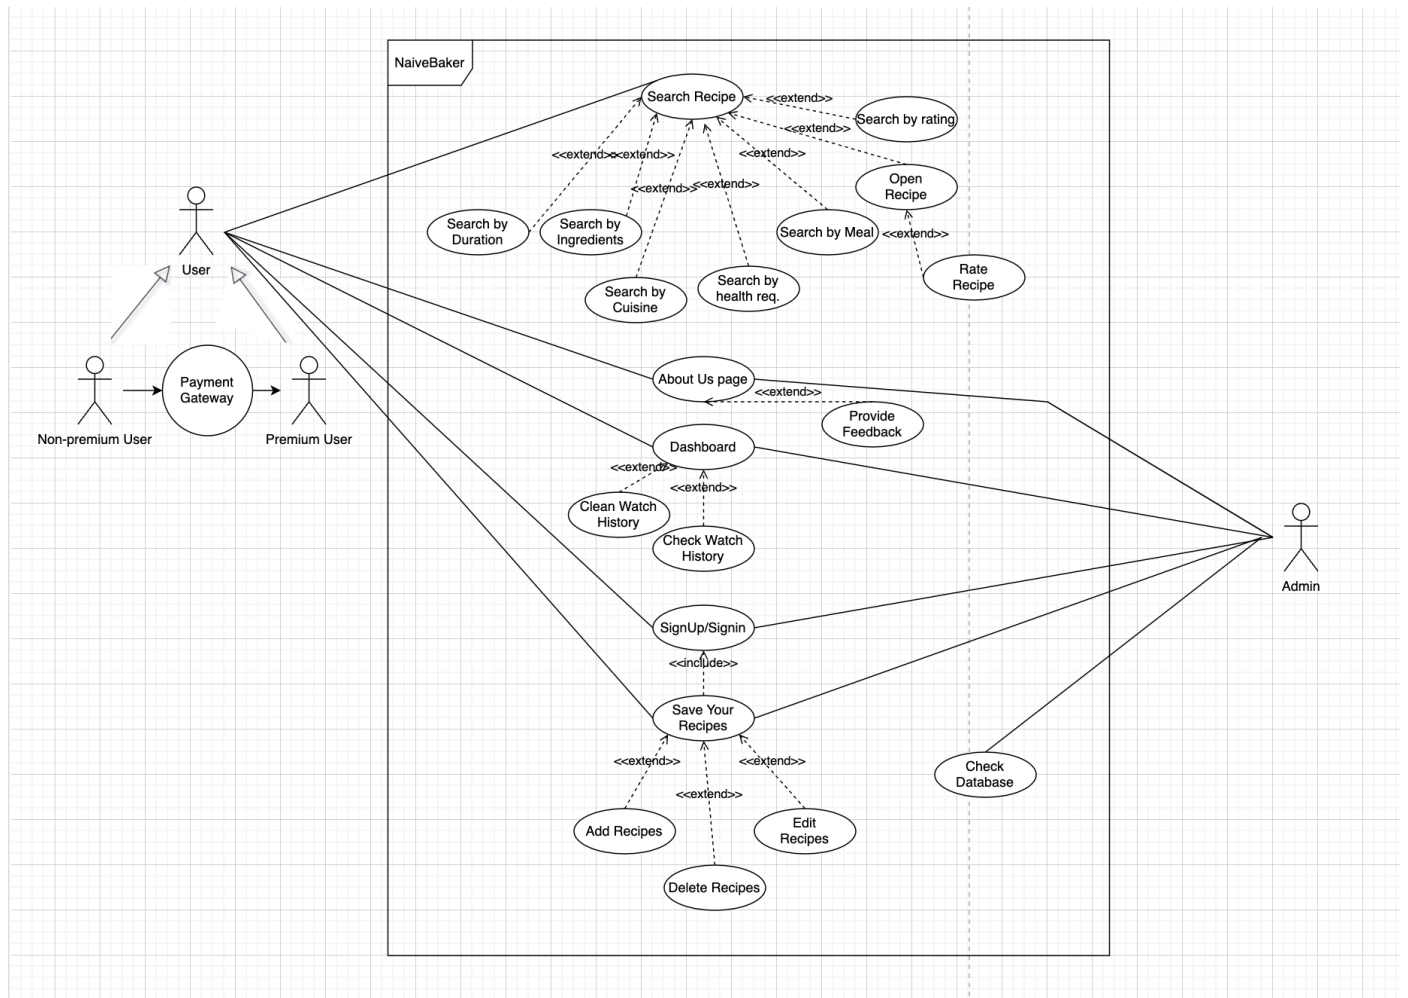 NaiveBaker
Search Recipe
<<extend>>
Search by rating
<<extend>>
<<extend>>
<<extend>>
<<extend>>
Open
Recipe
<<extend>>
<<extend>>
Search by
Duration
Search by
Ingredients
Search by Meal
<<extend>>
User
Search by
Cuisine
Search by
health req.
Rate
Recipe
Payment
Gateway
Non-premium User
Premium User
About Us page
<<extend>>
Provide
Feedback
Dashboard
<<extend>>
<<extend>>
Clean Watch
History
Check Watch
History
Admin
SignUp/Signin
<<include>>
Save Your
Recipes
<<extend>>
<<extend>>
<<extend>>
Check
Database
Add Recipes
Edit
Recipes
Delete Recipes